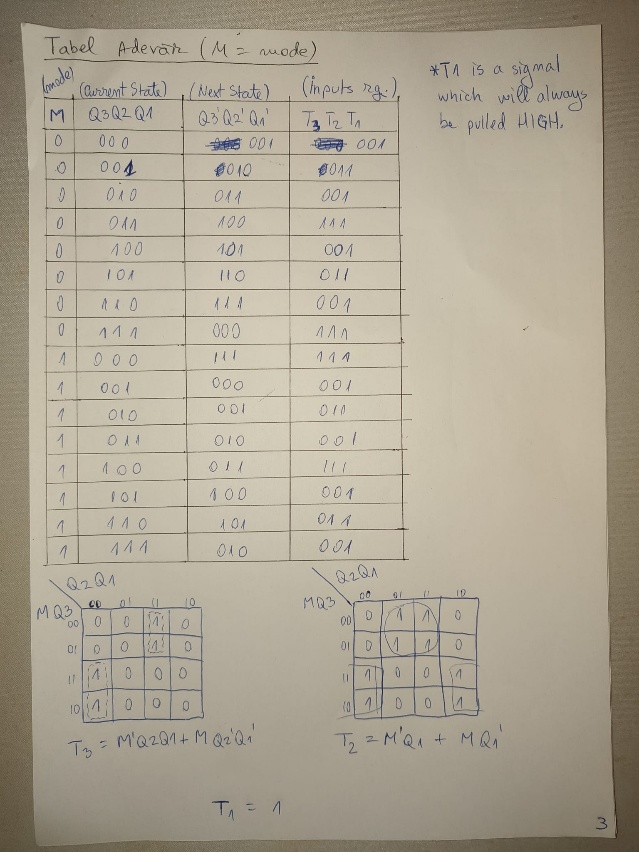 Tabel Adevăr (M = mode)
*T1 is a signal
which will always
be pulled HIGH.
(mode) (Current State) (Next State) (inputs rg.)
M Q3Q2Q1 Q3'Q2'Q1' T3 T2 T1
0 000 001 001
0 001 010 011
0 010 011 001
0 011 100 111
0 100 101 001
0 101 110 011
0 110 111 001
0 111 000 111
1 000 111 111
1 001 000 001
1 010 001 011
1 011 010 001
1 100 011 111
1 101 100 001
1 110 101 011
1 111 010 001
Q2Q1
MQ3 00 01 11 10
00 0 0 1 0
01 0 0 1 0
11 1 0 0 0
10 1 0 0 0
T3 = M'Q2Q1 + MQ2'Q1'
Q2Q1
MQ3 00 01 11 10
00 0 1 1 0
01 0 1 1 0
11 1 0 0 1
10 1 0 0 1
T2 = M'Q1 + MQ1'
T1 = 1
3